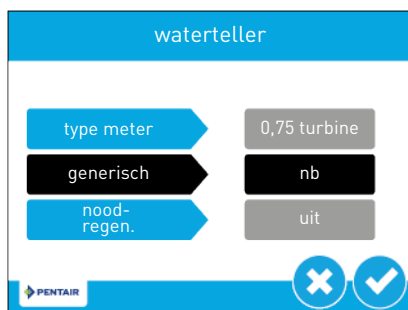 waterteller
type meter
0,75 turbine
generisch
nb
nood-
regen.
uit
PENTAIR